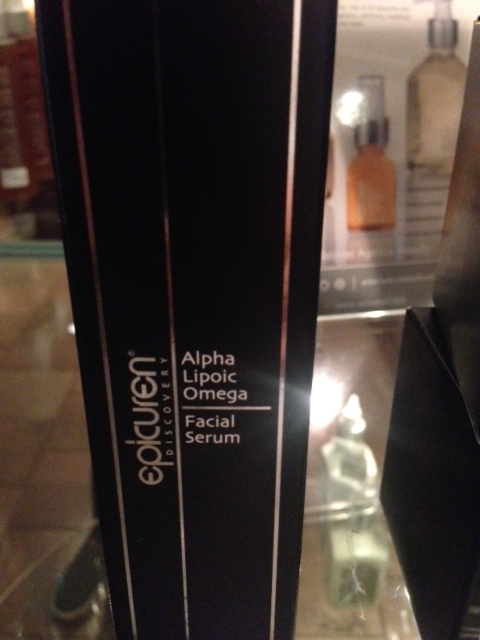 epicuren®
DISCOVERY
Alpha
Lipoic
Omega
Facial
Serum